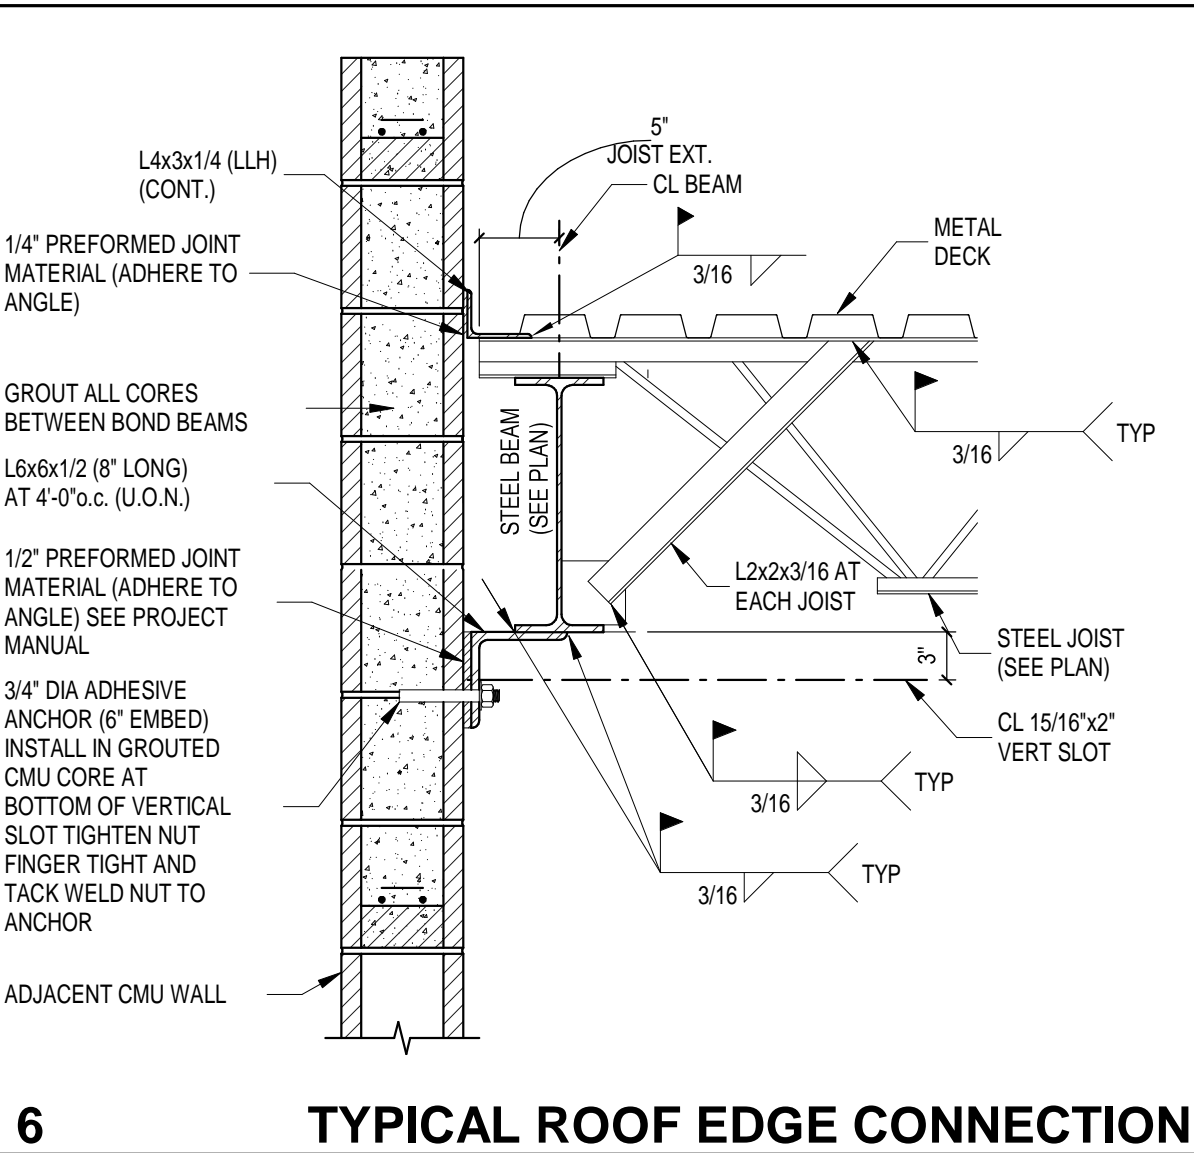 L4x3x1/4 (LLH)
(CONT.)
1/4" PREFORMED JOINT
MATERIAL (ADHERE TO
ANGLE)
GROUT ALL CORES
BETWEEN BOND BEAMS
L6x6x1/2 (8" LONG)
AT 4'-0"o.c. (U.O.N.)
1/2" PREFORMED JOINT
MATERIAL (ADHERE TO
ANGLE) SEE PROJECT
MANUAL
3/4" DIA ADHESIVE
ANCHOR (6" EMBED)
INSTALL IN GROUTED
CMU CORE AT
BOTTOM OF VERTICAL
SLOT TIGHTEN NUT
FINGER TIGHT AND
TACK WELD NUT TO
ANCHOR
ADJACENT CMU WALL
5"
JOIST EXT.
CL BEAM
3/16
METAL
DECK
3/16
TYP
STEEL BEAM
(SEE PLAN)
L2x2x3/16 AT
EACH JOIST
STEEL JOIST
(SEE PLAN)
3"
CL 15/16"x2"
VERT SLOT
3/16
TYP
3/16
TYP
6
TYPICAL ROOF EDGE CONNECTION